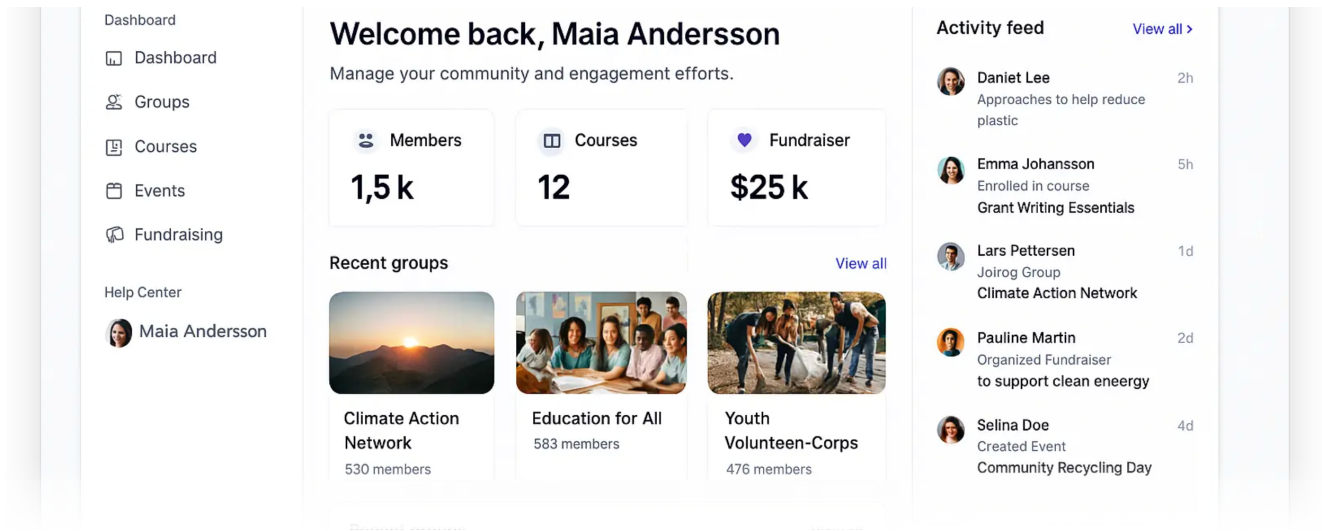 Dashboard
Dashboard
Groups
Courses
Events
Fundraising
Help Center
Maia Andersson
Welcome back, Maia Andersson
Manage your community and engagement efforts.
Members
1,5 k
Courses
12
Fundraiser
$25 k
Recent groups
View all
Climate Action
Network
530 members
Education for All
583 members
Youth
Volunteen-Corps
476 members
Activity feed
View all >
Daniet Lee
2h
Approaches to help reduce
plastic
Emma Johansson
5h
Enrolled in course
Grant Writing Essentials
Lars Pettersen
1d
Joirog Group
Climate Action Network
Pauline Martin
2d
Organized Fundraiser
to support clean eneergy
Selina Doe
4d
Created Event
Community Recycling Day